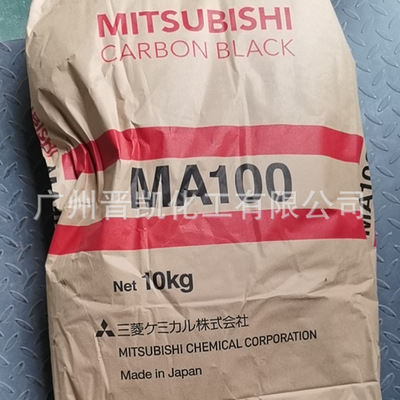 MITSUBISHI
CARBON BLACK
MA100
广州晋凯化工有限公司
Net 10kg
三菱ケミカル株式会社
MITSUBISHI CHEMICAL CORPORATION
Made in Japan
MA100